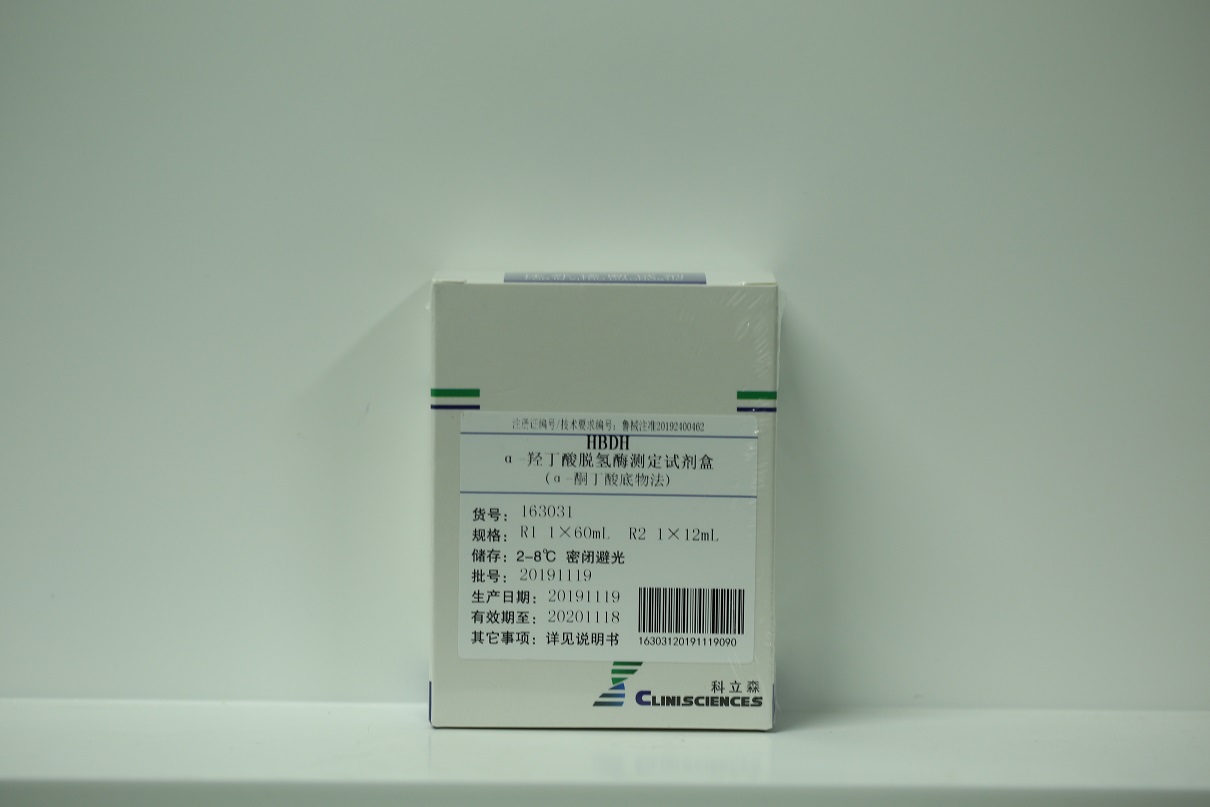 注册证编号/技术要求编号：鲁械注准20192400462
HBDH
α-羟丁酸脱氢酶测定试剂盒
(α-酮丁酸底物法)
货号：163031
规格：R1 1×60mL R2 1×12mL
储存：2-8℃ 密闭避光
批号：20191119
生产日期：20191119
有效期至：20201118
其它事项：详见说明书
16303120191119090
科立森
CLINISCIENCES